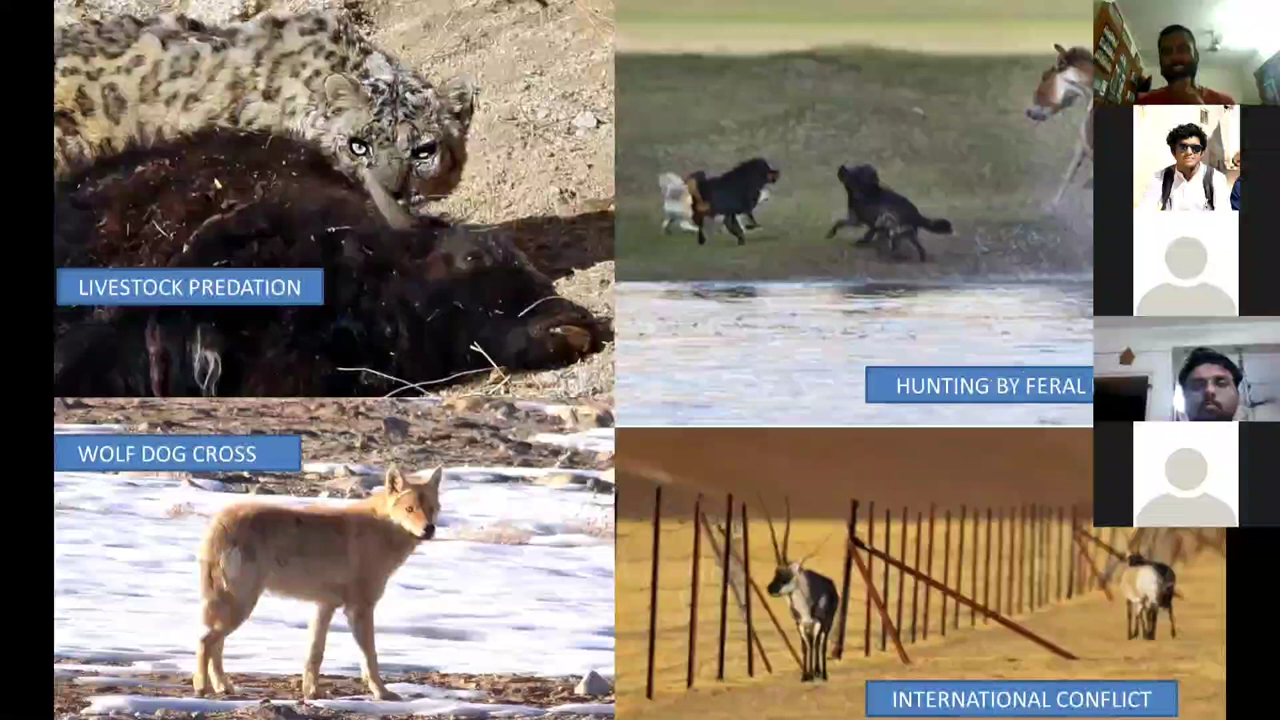 LIVESTOCK PREDATION
HUNTING BY FERAL
WOLF DOG CROSS
INTERNATIONAL CONFLICT